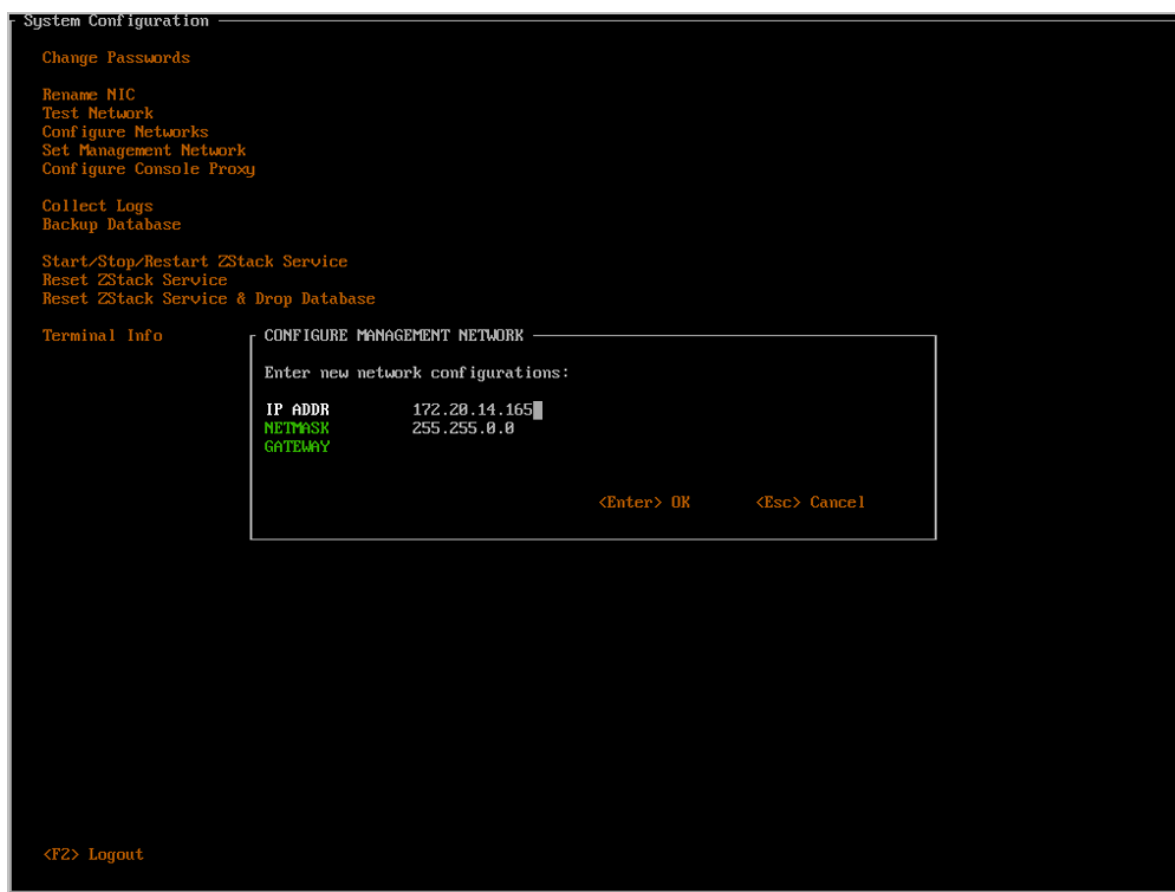 System Configuration
Change Passwords
Rename NIC
Test Network
Configure Networks
Set Management Network
Configure Console Proxy
Collect Logs
Backup Database
Start/Stop/Restart ZStack Service
Reset ZStack Service
Reset ZStack Service & Drop Database
Terminal Info
CONFIGURE MANAGEMENT NETWORK
Enter new network configurations:
IP ADDR 172.20.14.165
NETMASK 255.255.0.0
GATEWAY
<Enter> OK <Esc> Cancel
<F2> Logout